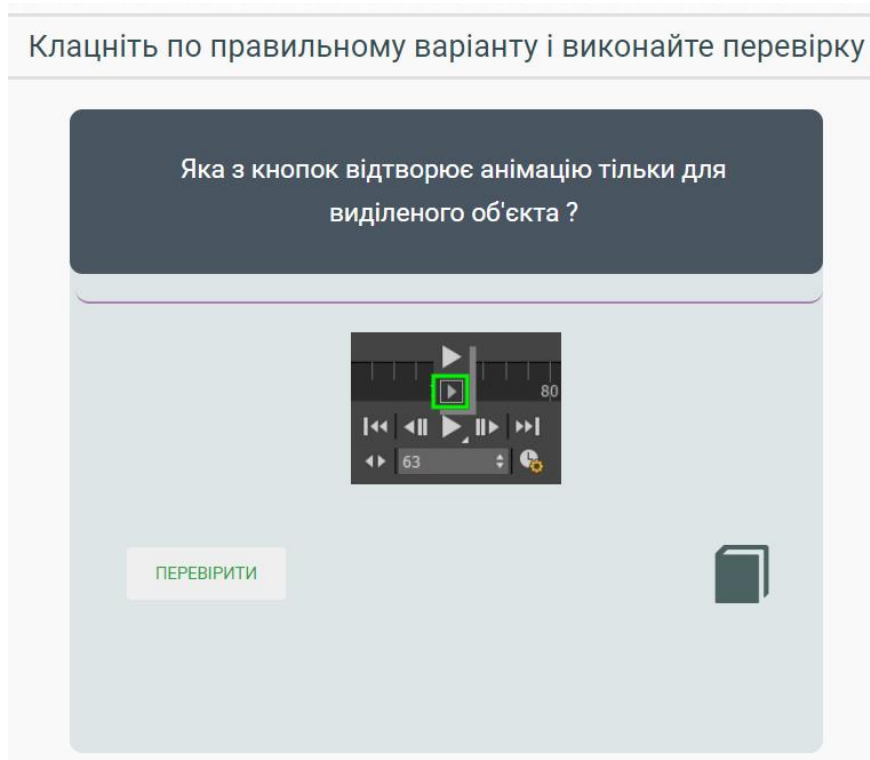 Клацніть по правильному варіанту і виконайте перевірку
Яка з кнопок відтворює анімацію тільки для
виділеного об'єкта ?
80
63
ПЕРЕВІРИТИ